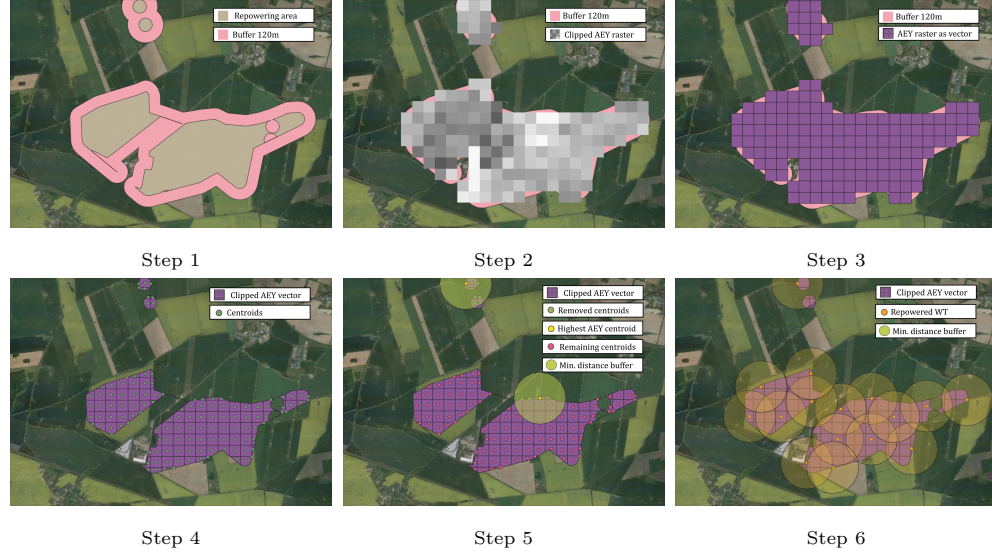 Repowering area
Buffer 120m
Buffer 120m
Clipped AEY raster
Buffer 120m
AEY raster as vector
Step 1
Step 2
Step 3
Clipped AEY vector
Centroids
Clipped AEY vector
Removed centroids
Highest AEY centroid
Remaining centroids
Min. distance buffer
Clipped AEY vector
Repowered WT
Min. distance buffer
Step 4
Step 5
Step 6